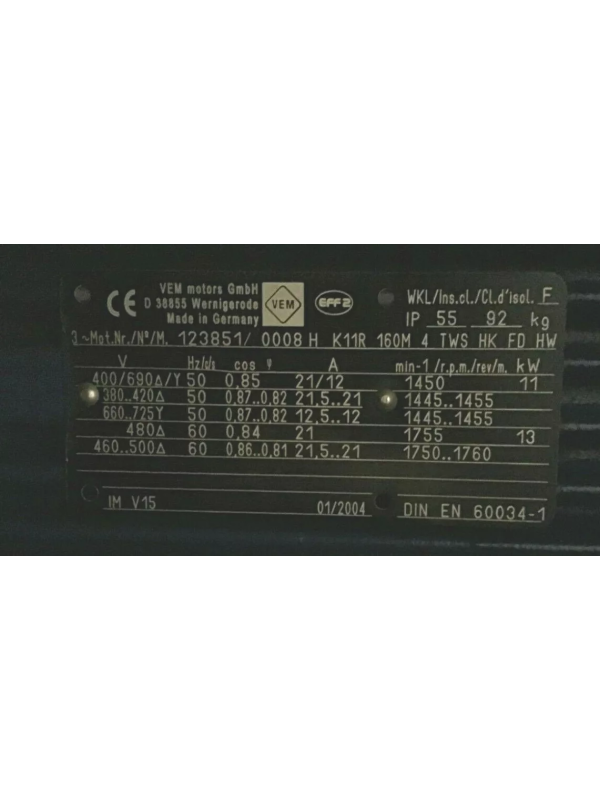 CE VEM motors GmbH
D 38855 Wernigerode
Made in Germany
VEM
EFF2
WKL/Ins.cl./Cl.d'isol. F
IP 55 92 kg
3~Mot.Nr./N°/M. 123851/ 0008 H K11R 160M 4 TWS HK FD HW
V Hz/c/s cos φ A min-1/r.p.m./rev/m. kW
400/690Δ/Y 50 0,85 21/12 1450 11
380..420Δ 50 0,87..0,82 21,5..21 1445..1455
660..725Y 50 0,87..0,82 12,5..12 1445..1455
480Δ 60 0,84 21 1755 13
460..500Δ 60 0,86..0,81 21,5..21 1750..1760
IM V15 01/2004 DIN EN 60034-1